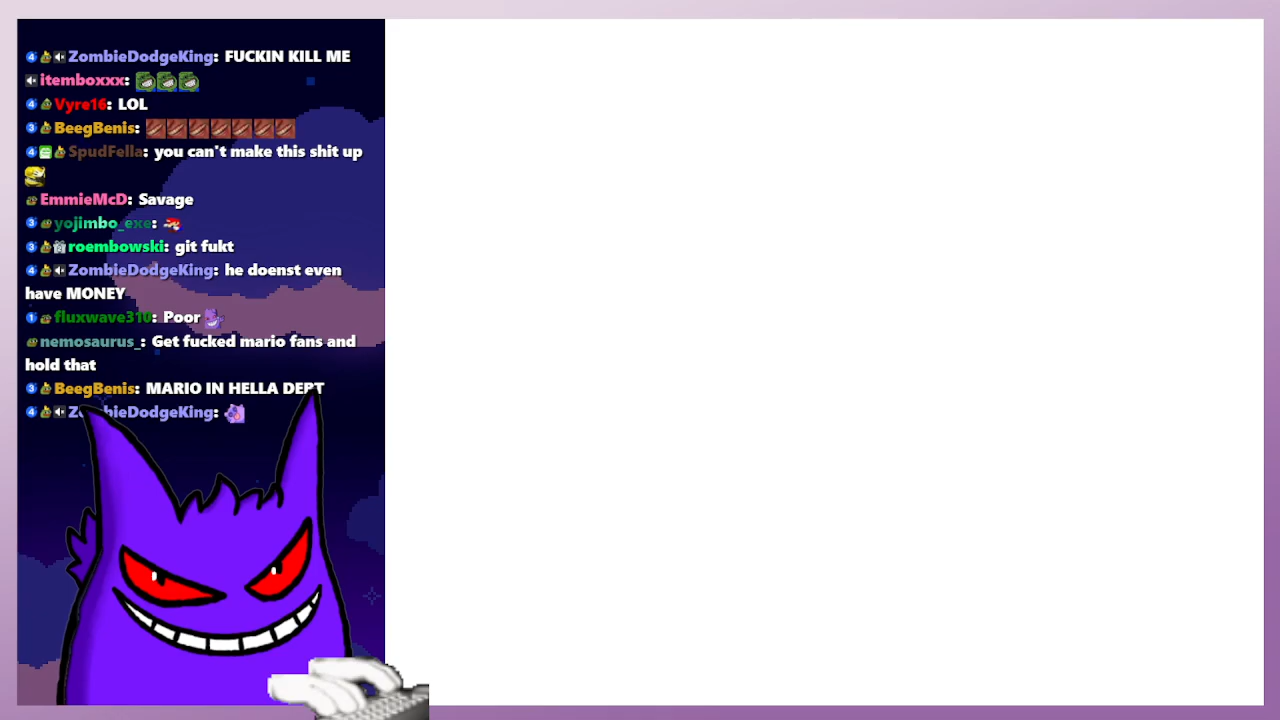 ZombieDodgeKing: FUCKIN KILL ME
itemboxxx:
Vyre16: LOL
BeegBenis:
SpudFella: you can't make this shit up
EmmieMcD: Savage
yojimbo_exe:
roembowski: git fukt
ZombieDodgeKing: he doenst even
have MONEY
fluxwave310: Poor
nemosaurus_: Get fucked mario fans and
hold that
BeegBenis: MARIO IN HELLA DEPT
ZombieDodgeKing: